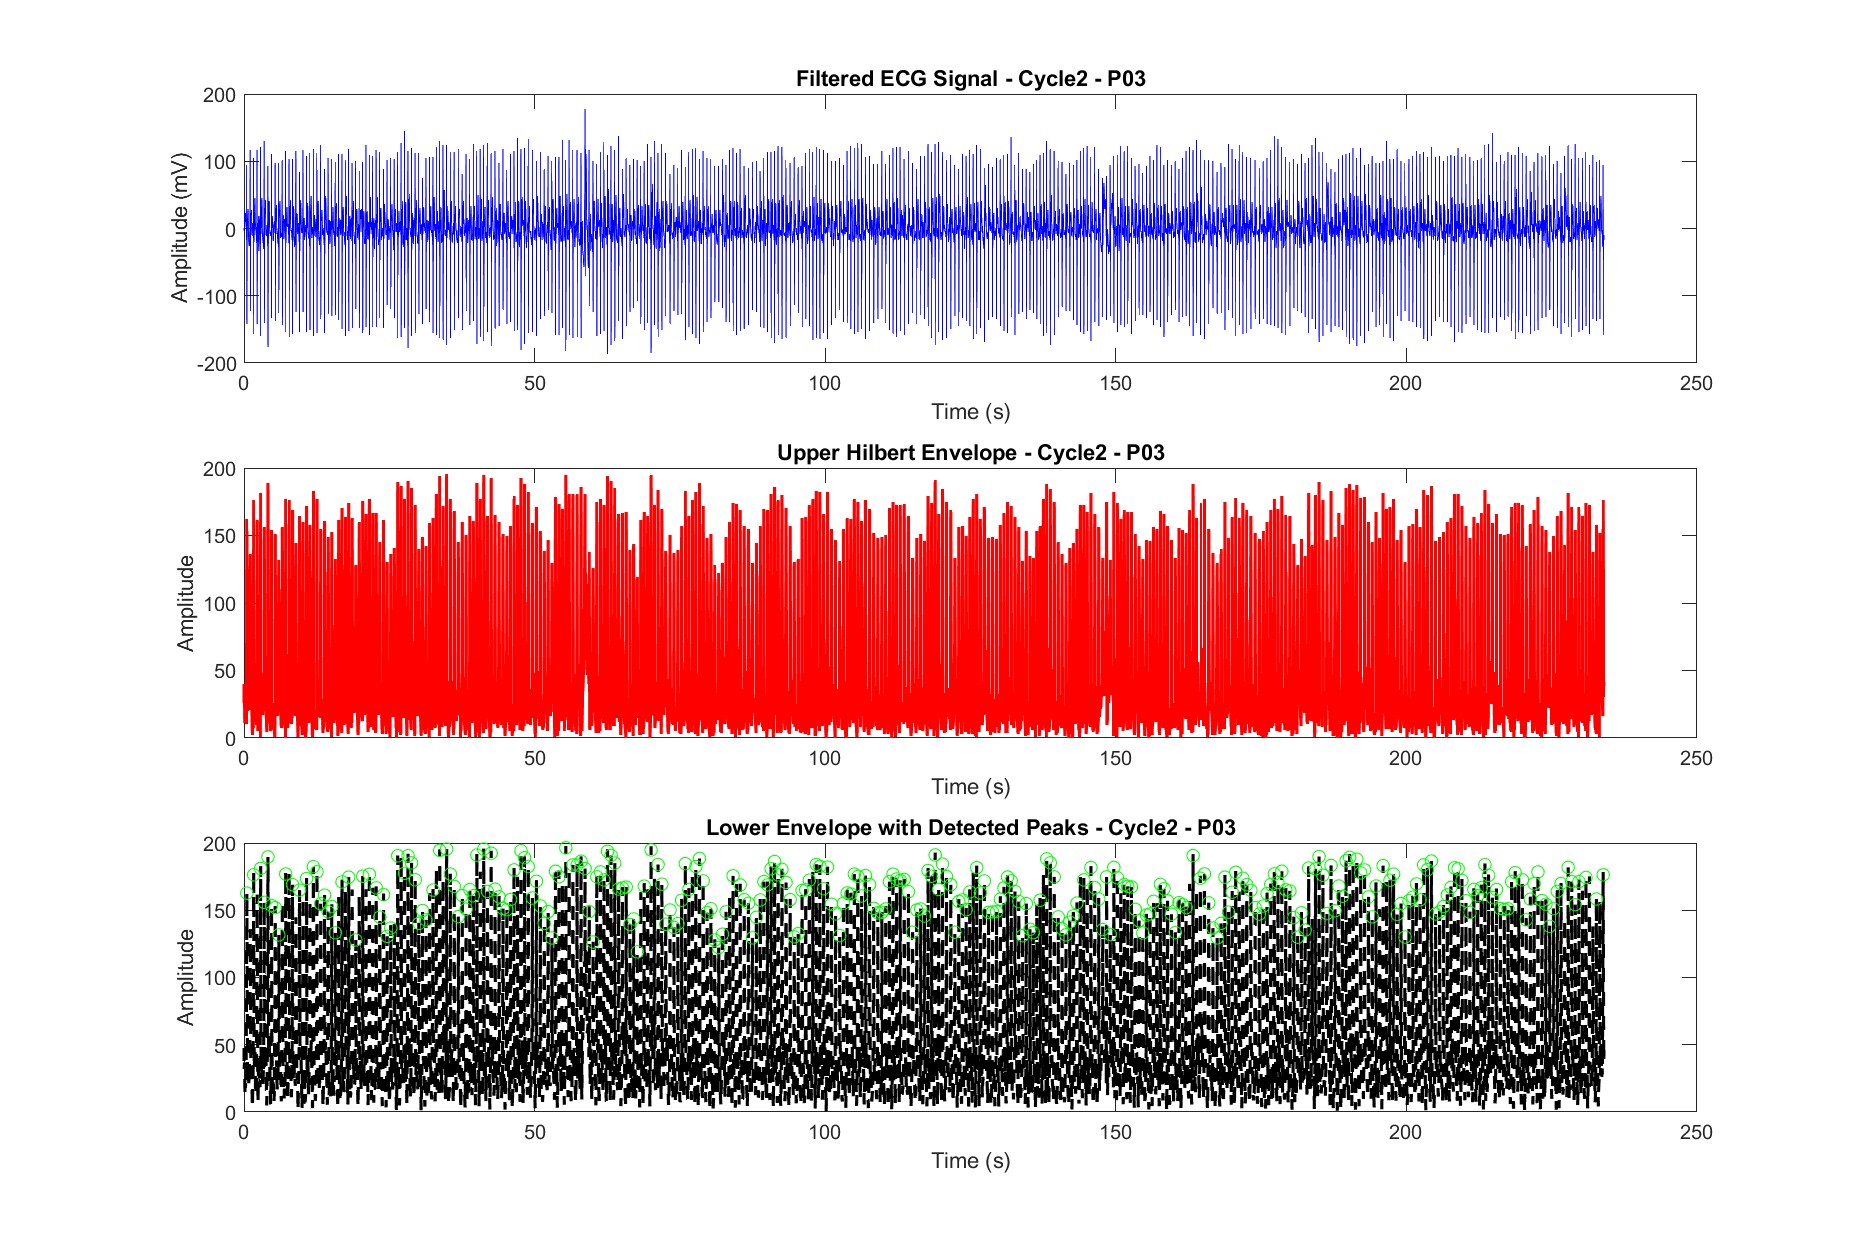 Filtered ECG Signal - Cycle2 - P03
200
100
0
-100
-200
Amplitude (mV)
0 50 100 150 200 250
Time (s)
Upper Hilbert Envelope - Cycle2 - P03
200
150
100
50
0
Amplitude
0 50 100 150 200 250
Time (s)
Lower Envelope with Detected Peaks - Cycle2 - P03
200
150
100
50
0
Amplitude
0 50 100 150 200 250
Time (s)